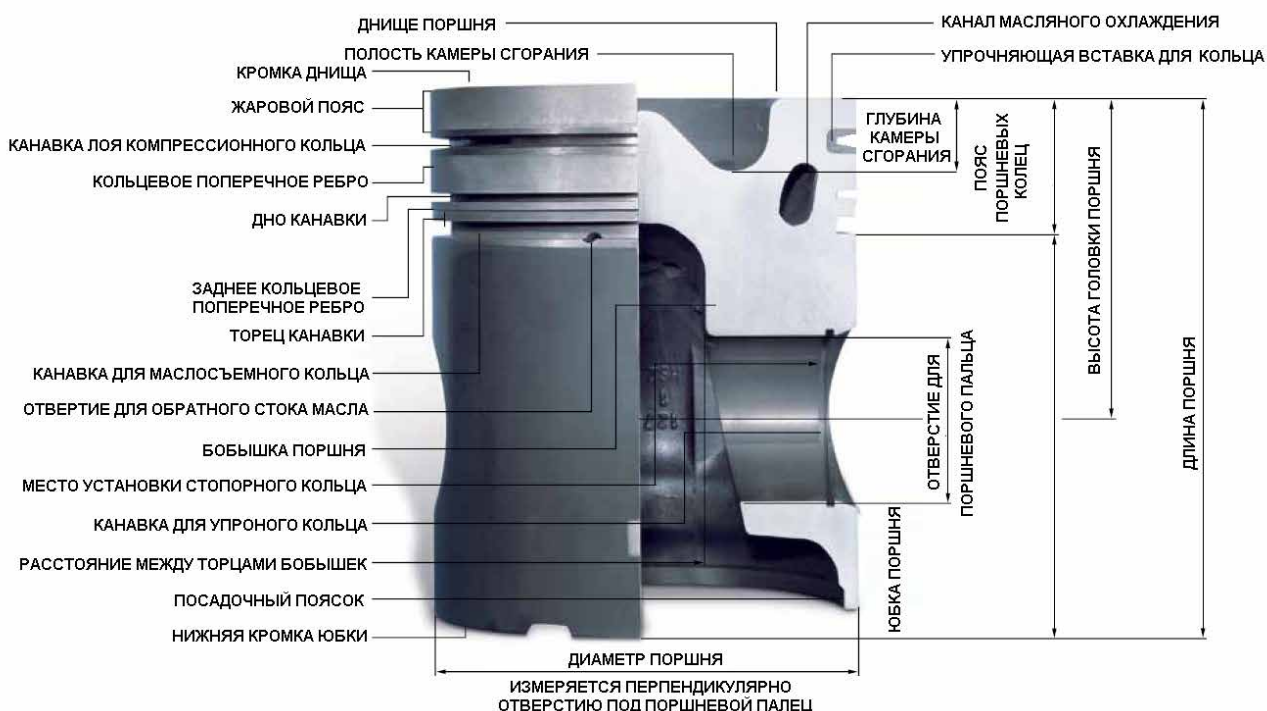 ДНИЩЕ ПОРШНЯ
ПОЛОСТЬ КАМЕРЫ СГОРАНИЯ
КРОМКА ДНИЩА
ЖАРОВОЙ ПОЯС
КАНАВКА ЛОЯ КОМПРЕССИОННОГО КОЛЬЦА
КОЛЬЦЕВОЕ ПОПЕРЕЧНОЕ РЕБРО
ДНО КАНАВКИ
ЗАДНЕЕ КОЛЬЦЕВОЕ
ПОПЕРЕЧНОЕ РЕБРО
ТОРЕЦ КАНАВКИ
КАНАВКА ДЛЯ МАСЛОСЪЕМНОГО КОЛЬЦА
ОТВЕРТИЕ ДЛЯ ОБРАТНОГО СТОКА МАСЛА
БОБЫШКА ПОРШНЯ
МЕСТО УСТАНОВКИ СТОПОРНОГО КОЛЬЦА
КАНАВКА ДЛЯ УПРОНОГО КОЛЬЦА
РАССТОЯНИЕ МЕЖДУ ТОРЦАМИ БОБЫШЕК
ПОСАДОЧНЫЙ ПОЯСОК
НИЖНЯЯ КРОМКА ЮБКИ
КАНАЛ МАСЛЯНОГО ОХЛАЖДЕНИЯ
УПРОЧНЯЮЩАЯ ВСТАВКА ДЛЯ КОЛЬЦА
ГЛУБИНА
КАМЕРЫ
СГОРАНИЯ
ПОЯС
ПОРШНЕВЫХ
КОЛЕЦ
ВЫСОТА ГОЛОВКИ ПОРШНЯ
ДЛИНА ПОРШНЯ
ОТВЕРСТИЕ ДЛЯ
ПОРШНЕВОГО ПАЛЬЦА
ЮБКА ПОРШНЯ
ДИАМЕТР ПОРШНЯ
ИЗМЕРЯЕТСЯ ПЕРПЕНДИКУЛЯРНО
ОТВЕРСТИЮ ПОД ПОРШНЕВОЙ ПАЛЕЦ